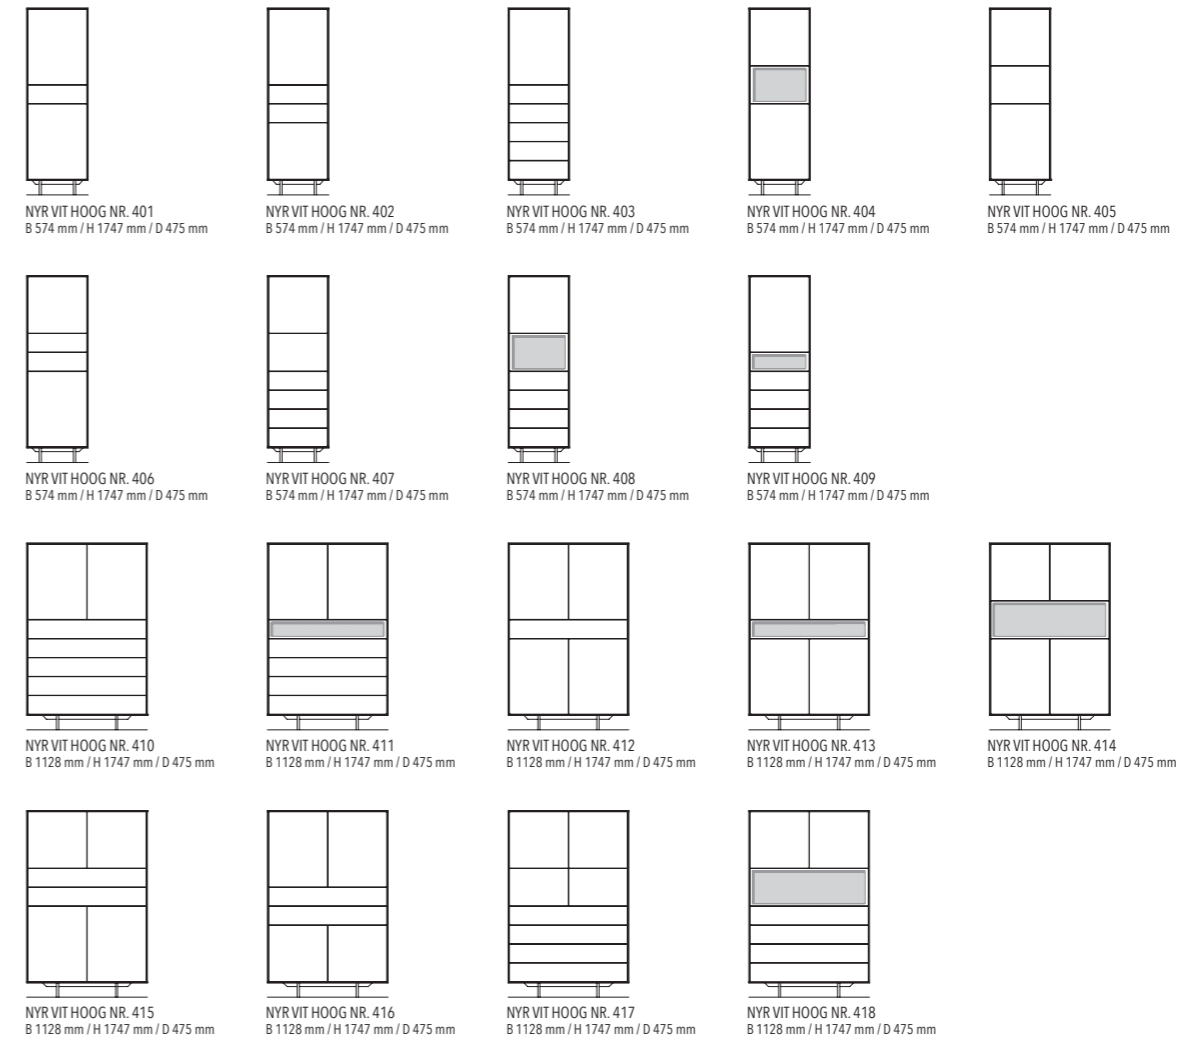 NYR VIT HOOG NR. 401
B 574 mm / H 1747 mm / D 475 mm
NYR VIT HOOG NR. 402
B 574 mm / H 1747 mm / D 475 mm
NYR VIT HOOG NR. 403
B 574 mm / H 1747 mm / D 475 mm
NYR VIT HOOG NR. 404
B 574 mm / H 1747 mm / D 475 mm
NYR VIT HOOG NR. 405
B 574 mm / H 1747 mm / D 475 mm
NYR VIT HOOG NR. 406
B 574 mm / H 1747 mm / D 475 mm
NYR VIT HOOG NR. 407
B 574 mm / H 1747 mm / D 475 mm
NYR VIT HOOG NR. 408
B 574 mm / H 1747 mm / D 475 mm
NYR VIT HOOG NR. 409
B 574 mm / H 1747 mm / D 475 mm
NYR VIT HOOG NR. 410
B 1128 mm / H 1747 mm / D 475 mm
NYR VIT HOOG NR. 411
B 1128 mm / H 1747 mm / D 475 mm
NYR VIT HOOG NR. 412
B 1128 mm / H 1747 mm / D 475 mm
NYR VIT HOOG NR. 413
B 1128 mm / H 1747 mm / D 475 mm
NYR VIT HOOG NR. 414
B 1128 mm / H 1747 mm / D 475 mm
NYR VIT HOOG NR. 415
B 1128 mm / H 1747 mm / D 475 mm
NYR VIT HOOG NR. 416
B 1128 mm / H 1747 mm / D 475 mm
NYR VIT HOOG NR. 417
B 1128 mm / H 1747 mm / D 475 mm
NYR VIT HOOG NR. 418
B 1128 mm / H 1747 mm / D 475 mm